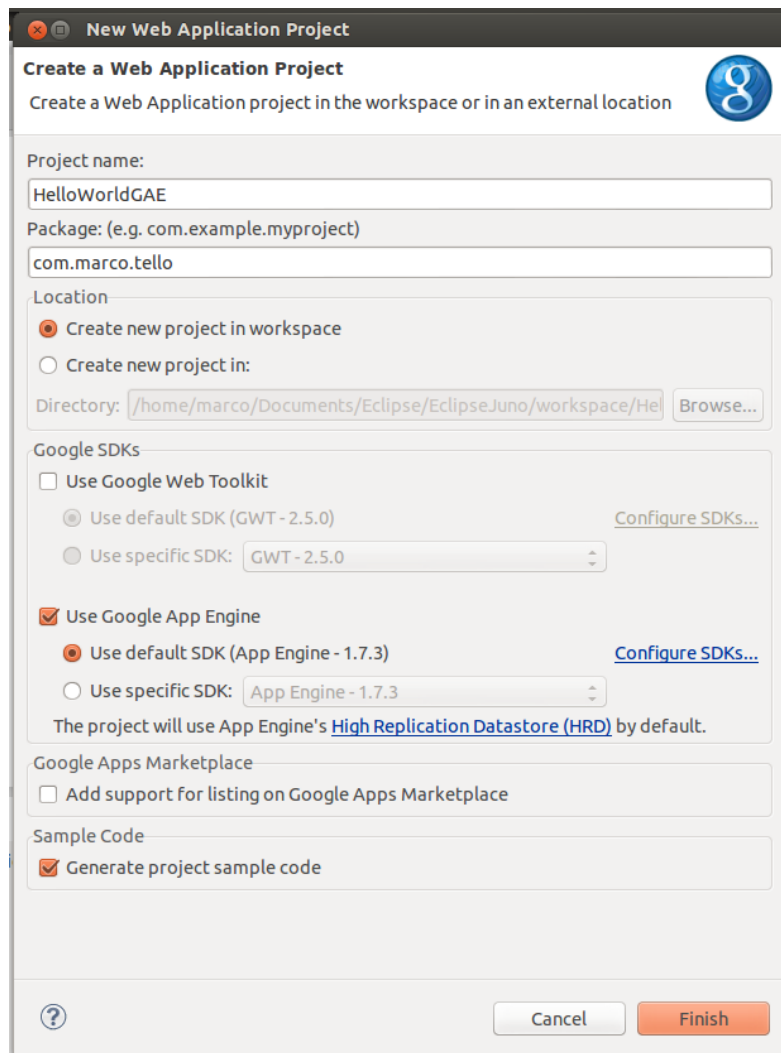 New Web Application Project
Create a Web Application Project
Create a Web Application project in the workspace or in an external location
Project name:
HelloWorldGAE
Package: (e.g. com.example.myproject)
com.marco.tello
Location
Create new project in workspace
Create new project in:
Directory: /home/marco/Documents/Eclipse/EclipseJuno/workspace/Hel Browse...
Google SDKs
Use Google Web Toolkit
Use default SDK (GWT - 2.5.0) Configure SDKs...
Use specific SDK: GWT - 2.5.0
Use Google App Engine
Use default SDK (App Engine - 1.7.3) Configure SDKs...
Use specific SDK: App Engine - 1.7.3
The project will use App Engine's High Replication Datastore (HRD) by default.
Google Apps Marketplace
Add support for listing on Google Apps Marketplace
Sample Code
Generate project sample code
Cancel Finish